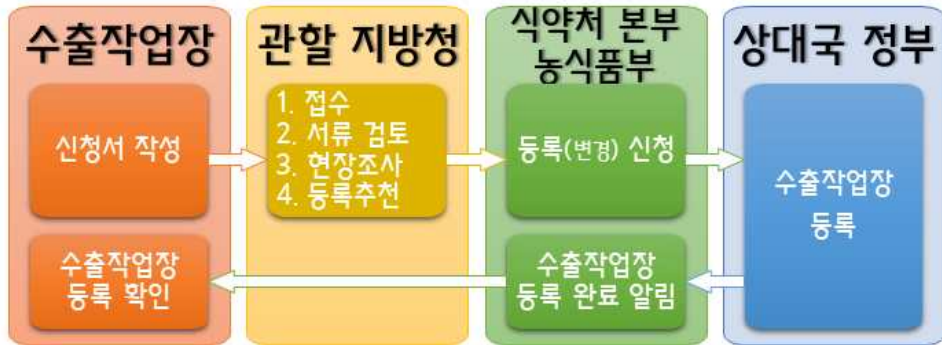 수출작업장
신청서 작성
수출작업장
등록 확인
관할 지방청
1. 접수
2. 서류 검토
3. 현장조사
4. 등록추천
식약처 본부
농식품부
등록(변경) 신청
수출작업장
등록 완료 알림
상대국 정부
수출작업장
등록